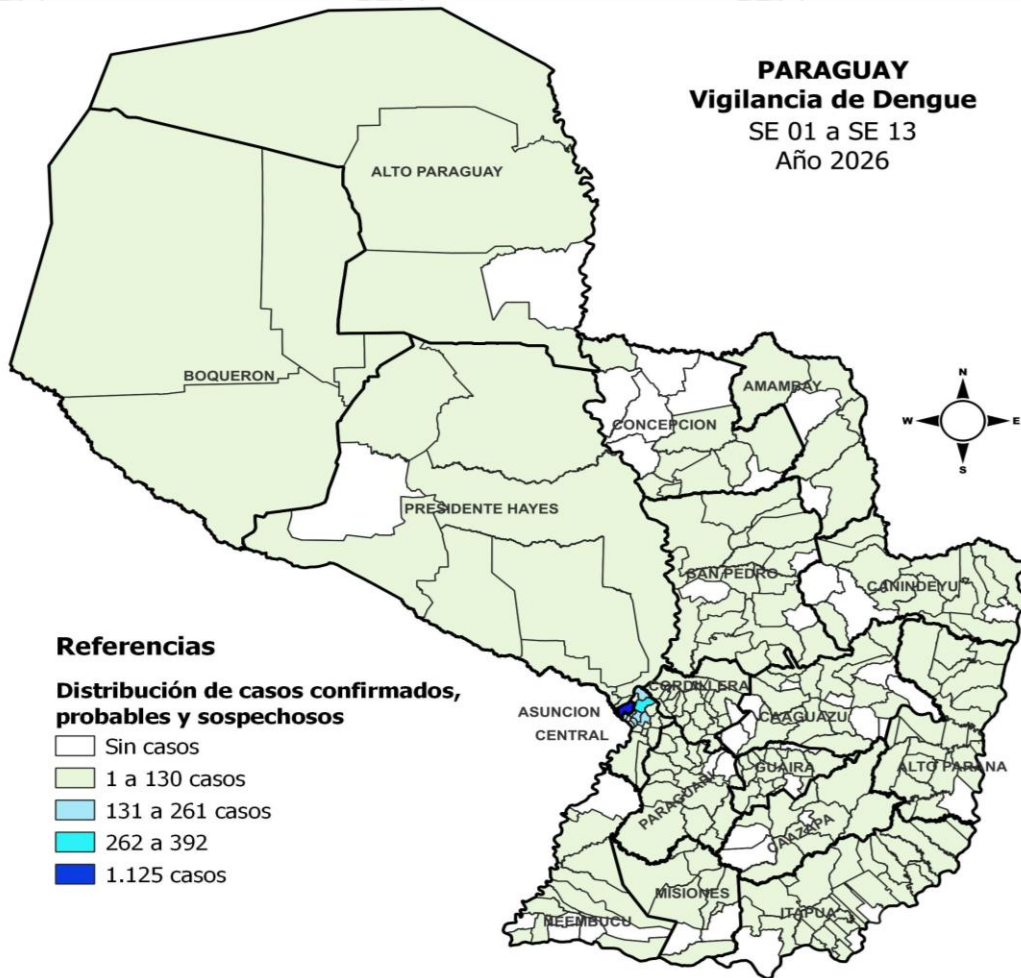 PARAGUAY
Vigilancia de Dengue
SE 01 a SE 13
Año 2026
ALTO PARAGUAY
BOQUERON
AMAMBAY
CONCEPCION
N
W
E
S
PRESIDENTE HAYES
SAN PEDRO
CANINDEYU
CORDILLERA
ASUNCION
CENTRAL
CAAGUAZU
GUAIRA
ALTO PARANA
PARAGUARI
CAAZAPA
MISIONES
ÑEEMBUCU
ITAPUA
Referencias
Distribución de casos confirmados,
probables y sospechosos
Sin casos
1 a 130 casos
131 a 261 casos
262 a 392
1.125 casos